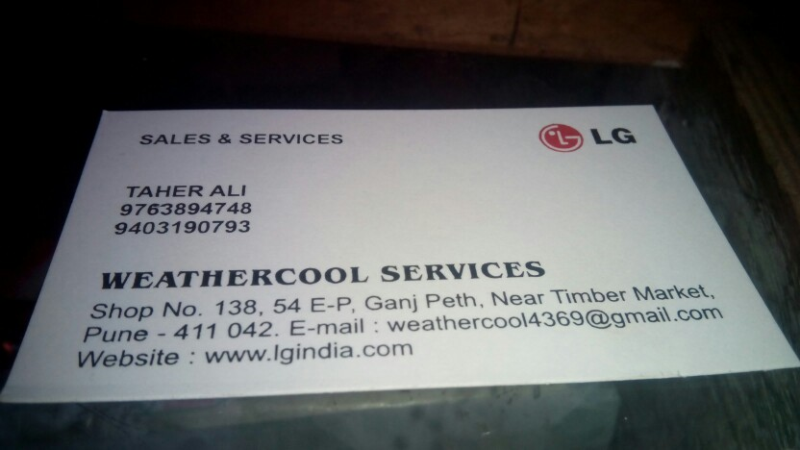 SALES & SERVICES
LG
TAHER ALI
9763894748
9403190793
WEATHERCOOL SERVICES
Shop No. 138, 54 E-P, Ganj Peth, Near Timber Market,
Pune - 411 042. E-mail : weathercool4369@gmail.com
Website : www.lgindia.com